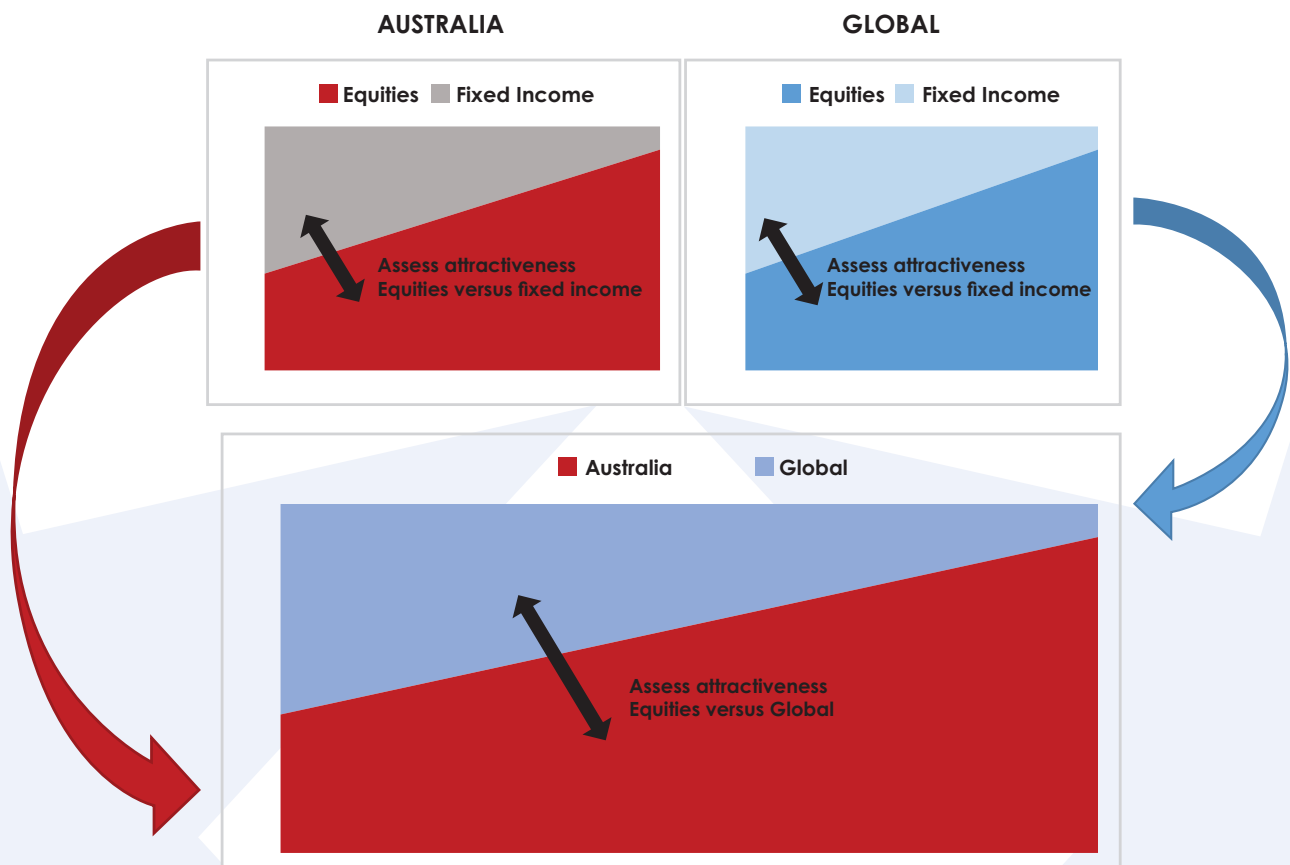 AUSTRALIA
GLOBAL
Equities Fixed Income
Equities Fixed Income
Assess attractiveness
Equities versus fixed income
Assess attractiveness
Equities versus fixed income
Australia Global
Assess attractiveness
Equities versus Global